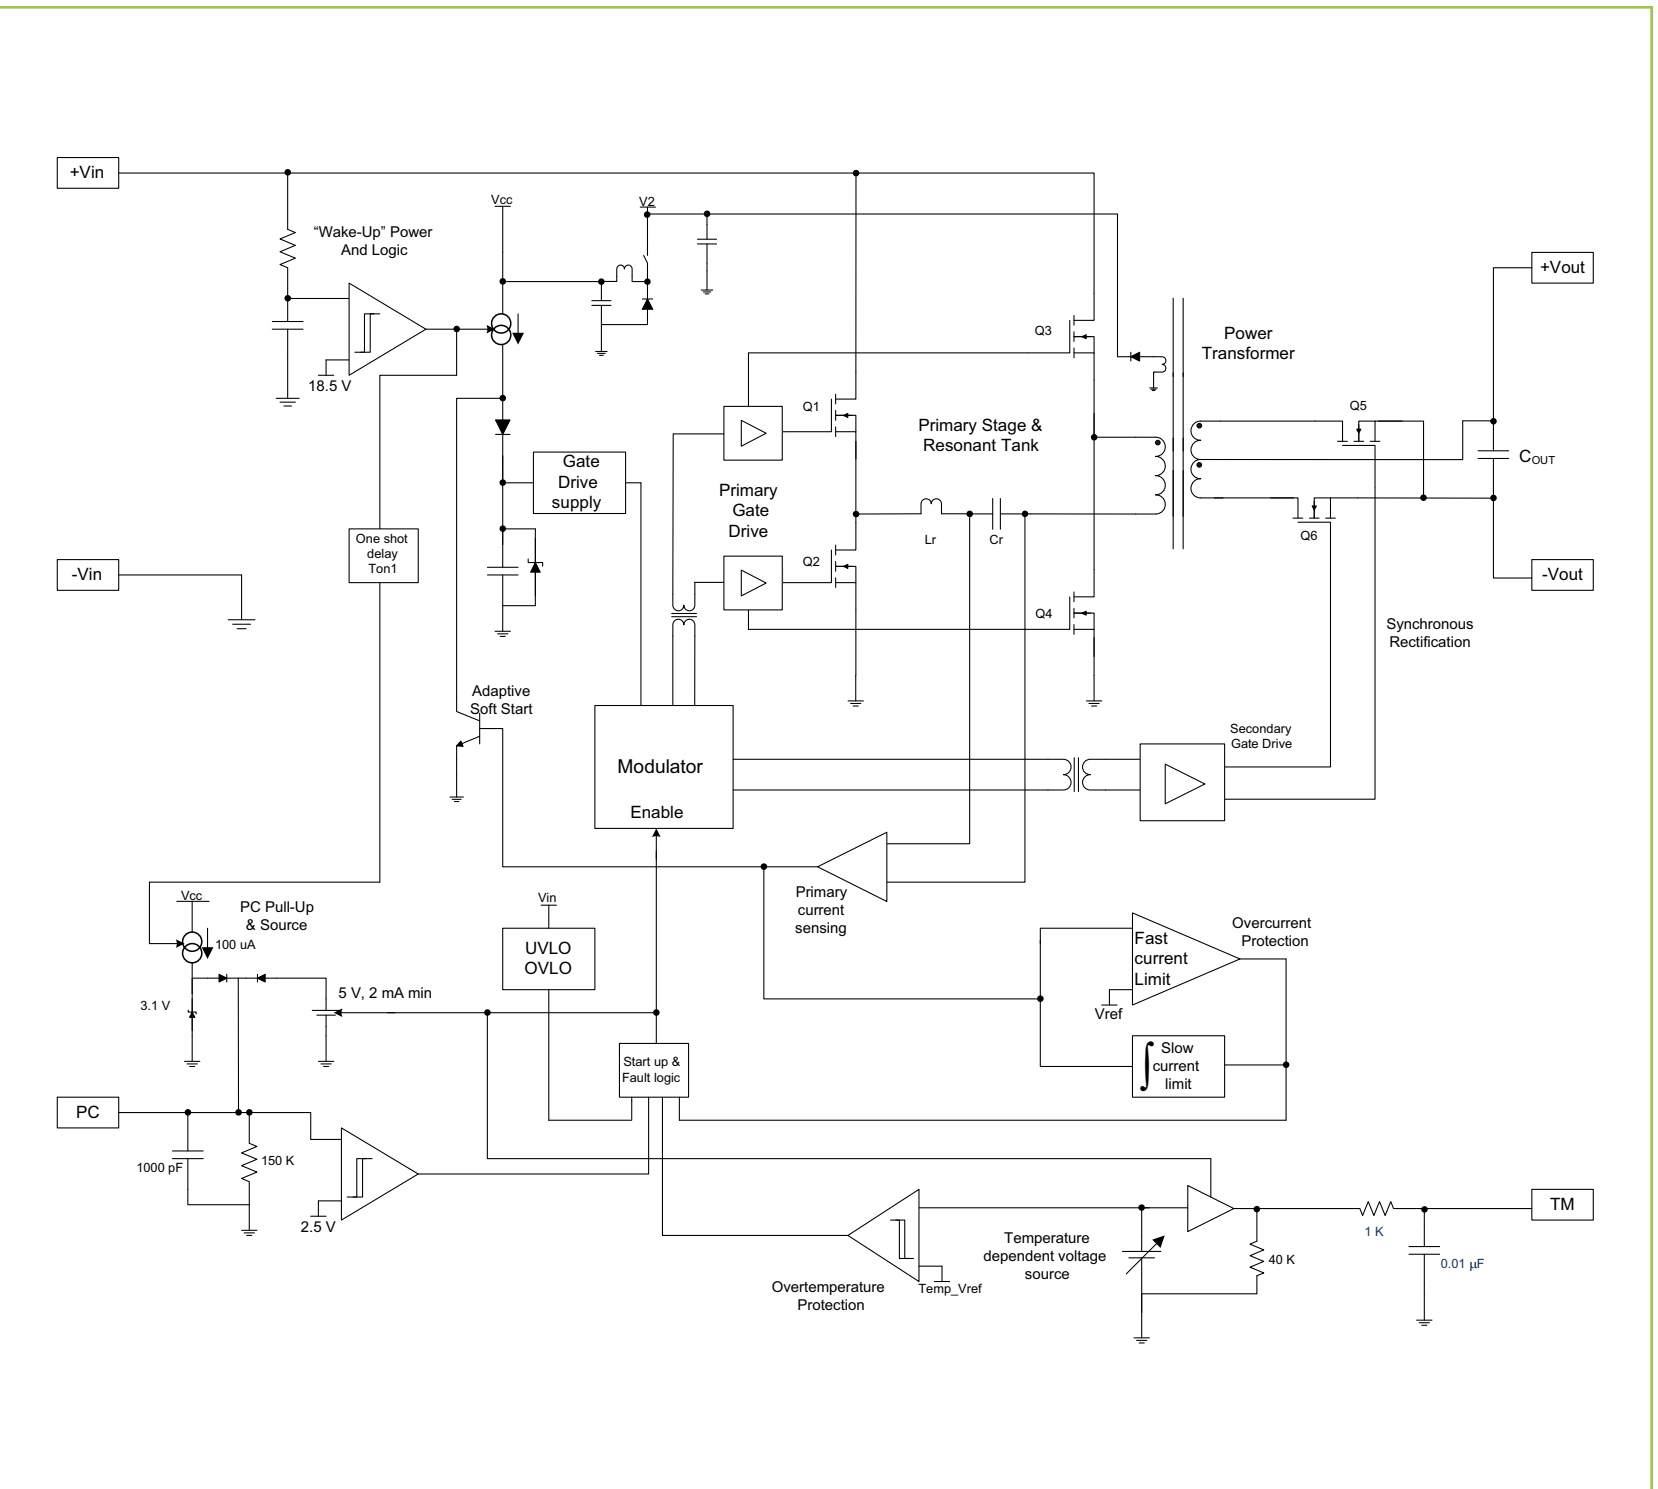 +Vin
Vcc
V2
“Wake-Up” Power
And Logic
18.5 V
+Vout
Q3
Power
Transformer
Q1
Primary Stage &
Resonant Tank
Q5
COUT
Gate
Drive
supply
Primary
Gate
Drive
Lr
Cr
Q6
One shot
delay
Ton1
-Vin
Q2
-Vout
Q4
Synchronous
Rectification
Adaptive
Soft Start
Secondary
Gate Drive
Modulator
Enable
Vcc
PC Pull-Up
& Source
100 uA
Vin
UVLO
OVLO
Primary
current
sensing
Overcurrent
Protection
Fast
current
Limit
Vref
3.1 V
5 V, 2 mA min
Start up &
Fault logic
Slow
current
limit
PC
1000 pF
150 K
2.5 V
TM
1 K
Temperature
dependent voltage
source
40 K
0.01 µF
Overtemperature
Protection
Temp_Vref